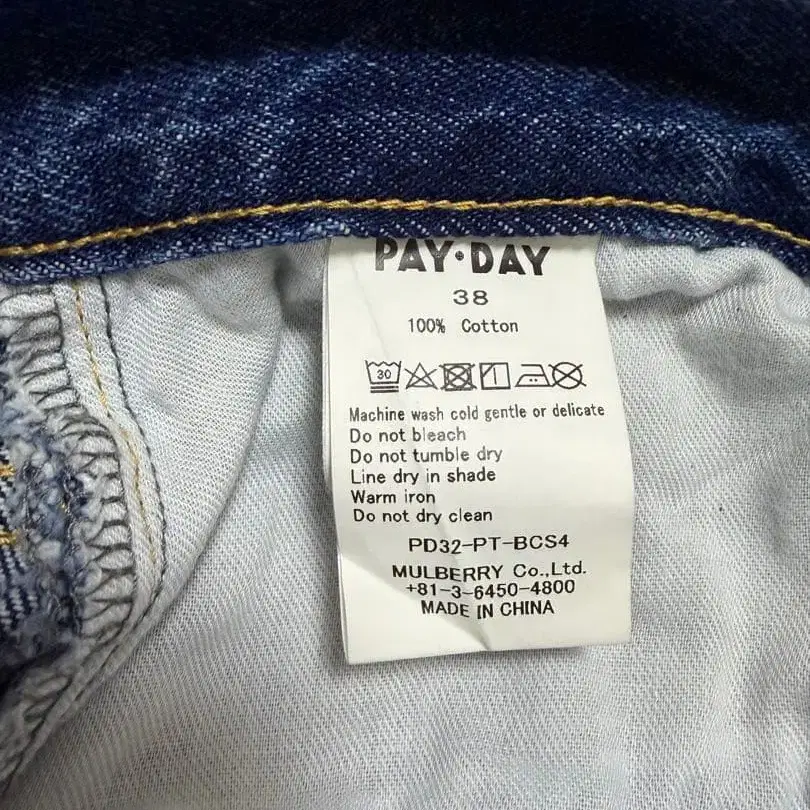 PAY•DAY
38
100% Cotton
30
Machine wash cold gentle or delicate
Do not bleach
Do not tumble dry
Line dry in shade
Warm iron
Do not dry clean
PD32-PT-BCS4
MULBERRY Co.,Ltd.
+81-3-6450-4800
MADE IN CHINA